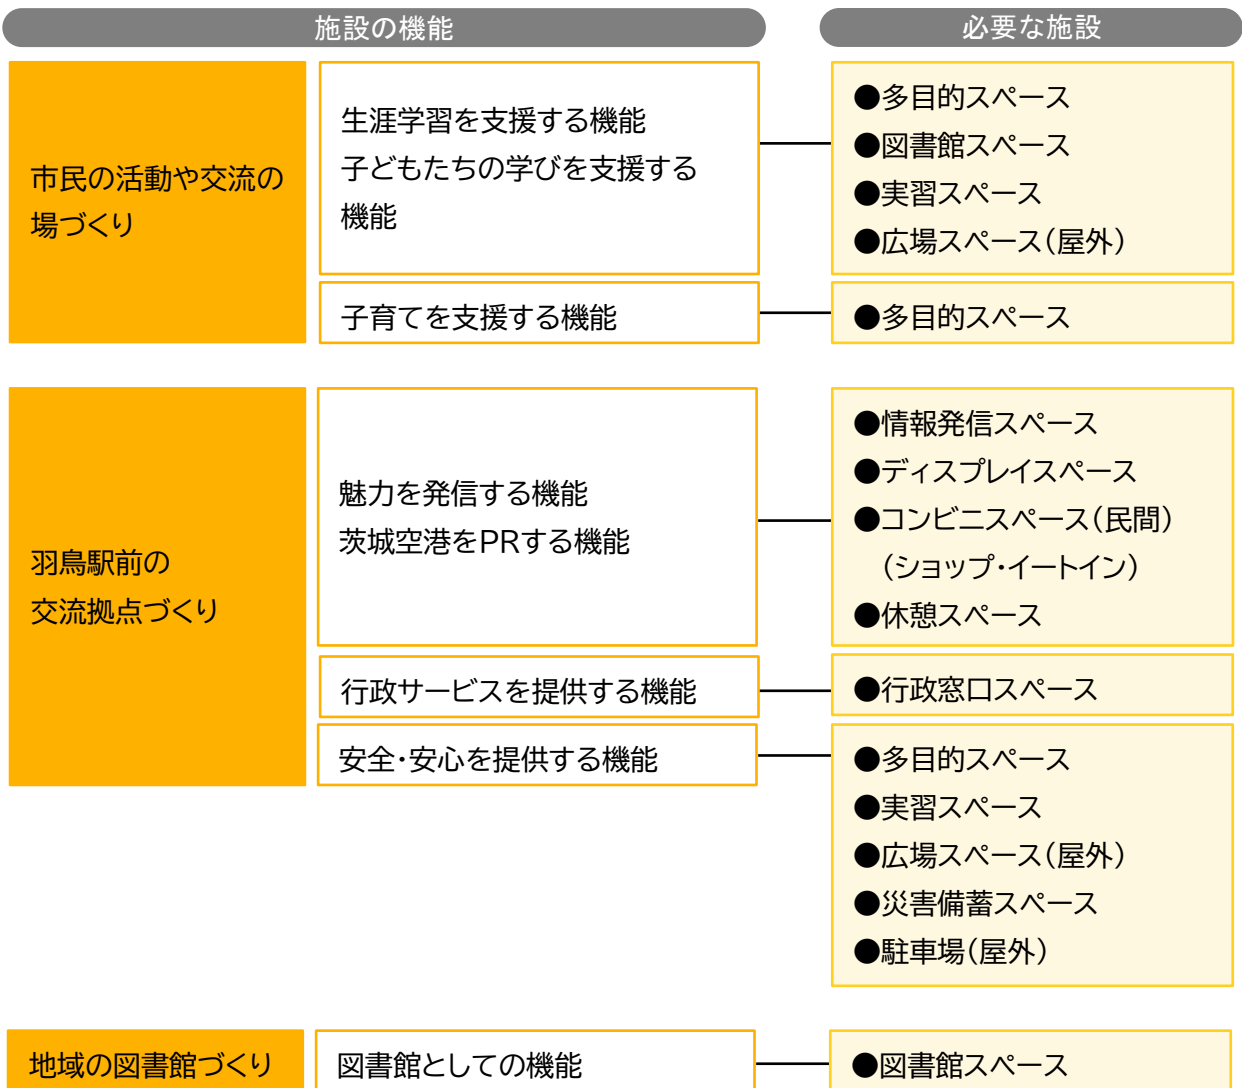 施設の機能
必要な施設
市民の活動や交流の
場づくり
生涯学習を支援する機能
子どもたちの学びを支援する
機能
●多目的スペース
●図書館スペース
●実習スペース
●広場スペース(屋外)
子育てを支援する機能
●多目的スペース
羽鳥駅前の
交流拠点づくり
魅力を発信する機能
茨城空港をPRする機能
●情報発信スペース
●ディスプレイスペース
●コンビニスペース(民間)
(ショップ・イートイン)
●休憩スペース
行政サービスを提供する機能
●行政窓口スペース
安全・安心を提供する機能
●多目的スペース
●実習スペース
●広場スペース(屋外)
●災害備蓄スペース
●駐車場(屋外)
地域の図書館づくり
図書館としての機能
●図書館スペース